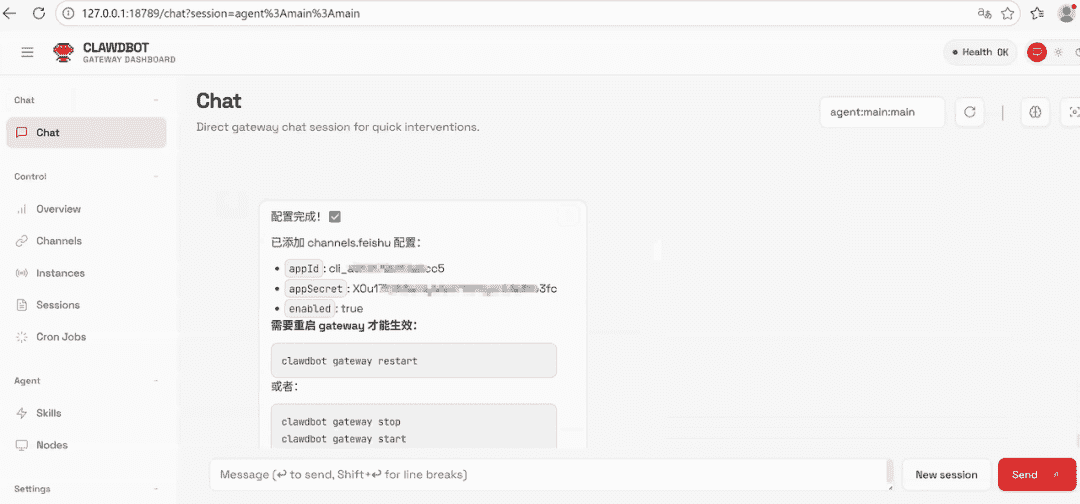 127.0.0.1:18789/chat?session=agent%3Amain%3Amain
CLAWDBOT
GATEWAY DASHBOARD
Health OK
Chat
Chat
Control
Overview
Channels
Instances
Sessions
Cron Jobs
Agent
Skills
Nodes
Settings
Chat
Direct gateway chat session for quick interventions.
agent:main:main
配置完成！
已添加 channels.feishu 配置：
• appId : cli_
• appSecret :
• enabled : true
需要重启 gateway 才能生效：
clawdbot gateway restart
或者：
clawdbot gateway stop
clawdbot gateway start
Message (↵ to send, Shift+↵ for line breaks)
New session
Send